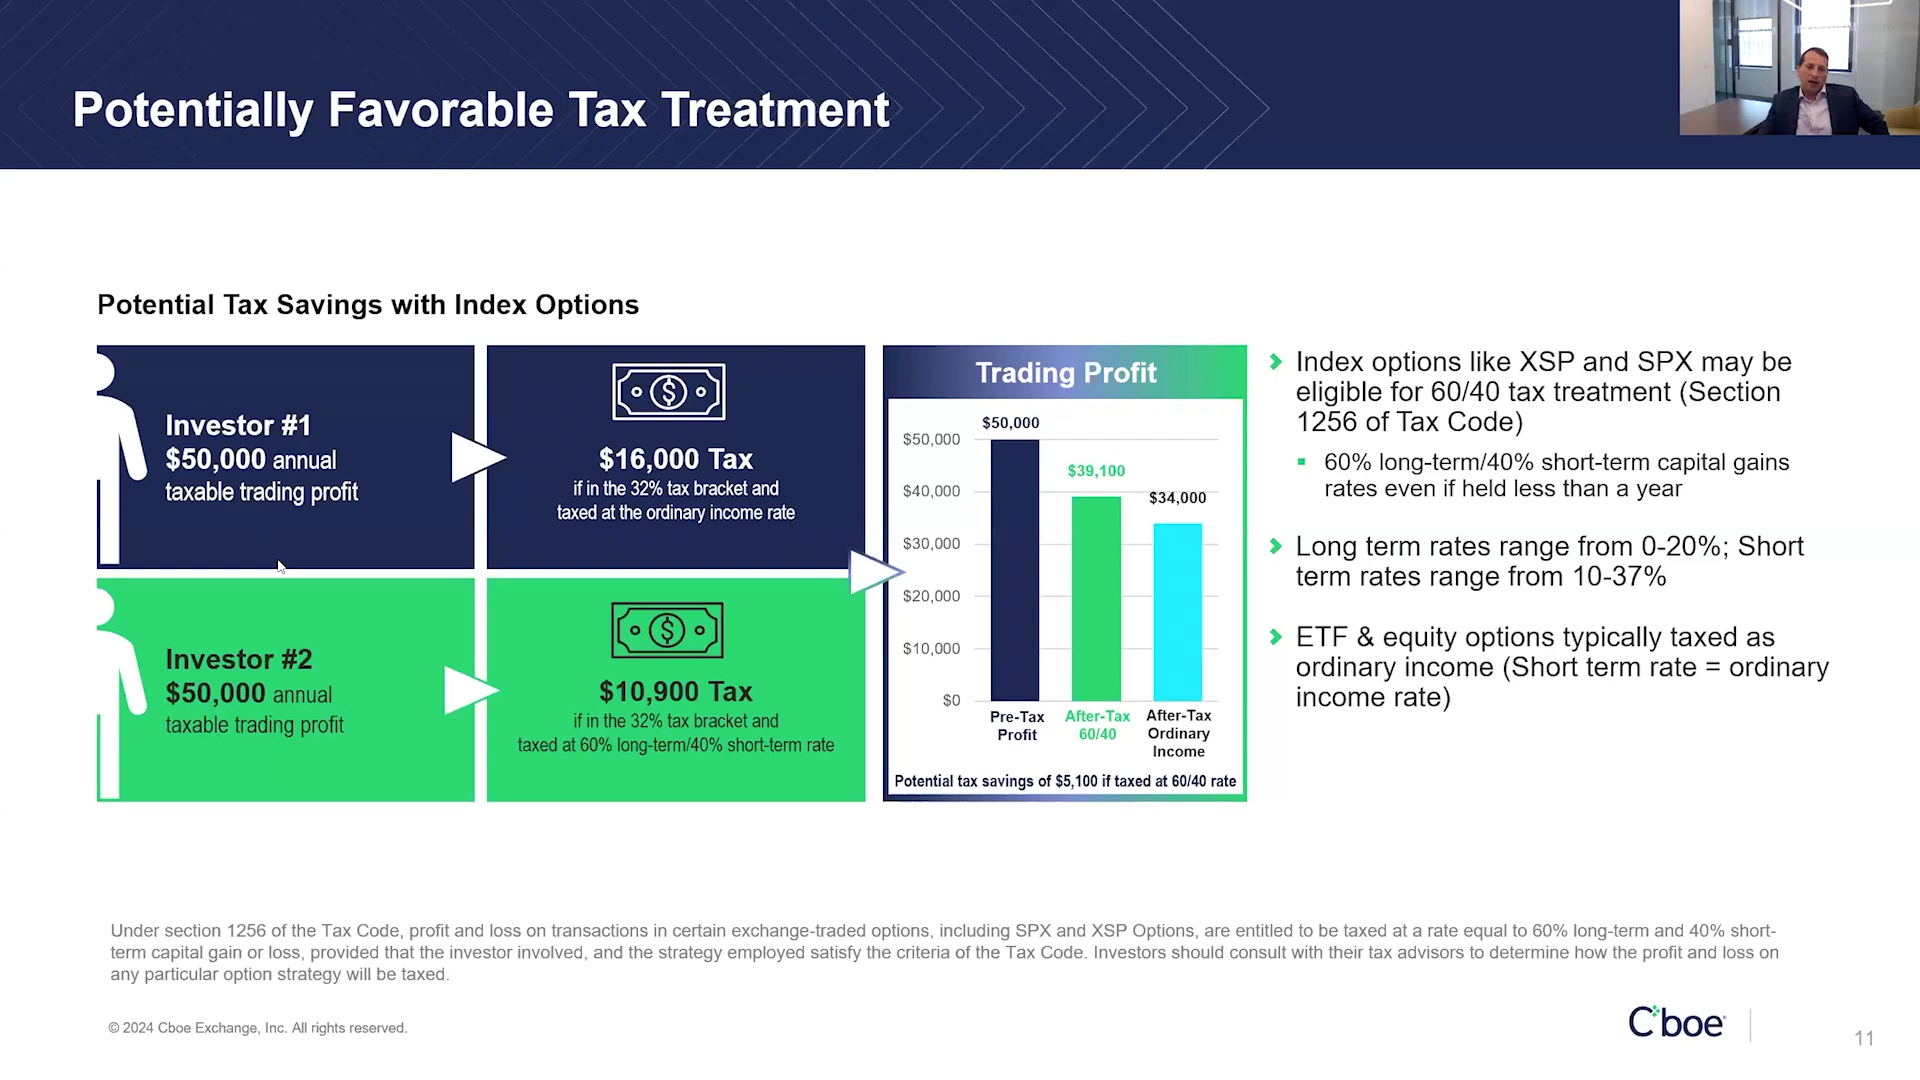 Potentially Favorable Tax Treatment
Potential Tax Savings with Index Options
Investor #1
$50,000 annual
taxable trading profit
$16,000 Tax
if in the 32% tax bracket and
taxed at the ordinary income rate
Investor #2
$50,000 annual
taxable trading profit
$10,900 Tax
if in the 32% tax bracket and
taxed at 60% long-term/40% short-term rate
Trading Profit
$50,000
$40,000
$30,000
$20,000
$10,000
$0
$50,000
$39,100
$34,000
Pre-Tax
Profit
After-Tax
60/40
After-Tax
Ordinary
Income
Potential tax savings of $5,100 if taxed at 60/40 rate
Index options like XSP and SPX may be
eligible for 60/40 tax treatment (Section
1256 of Tax Code)
60% long-term/40% short-term capital gains
rates even if held less than a year
Long term rates range from 0-20%; Short
term rates range from 10-37%
ETF & equity options typically taxed as
ordinary income (Short term rate = ordinary
income rate)
Under section 1256 of the Tax Code, profit and loss on transactions in certain exchange-traded options, including SPX and XSP Options, are entitled to be taxed at a rate equal to 60% long-term and 40% short-
term capital gain or loss, provided that the investor involved, and the strategy employed satisfy the criteria of the Tax Code. Investors should consult with their tax advisors to determine how the profit and loss on
any particular option strategy will be taxed.
© 2024 Cboe Exchange, Inc. All rights reserved.
Cboe
11